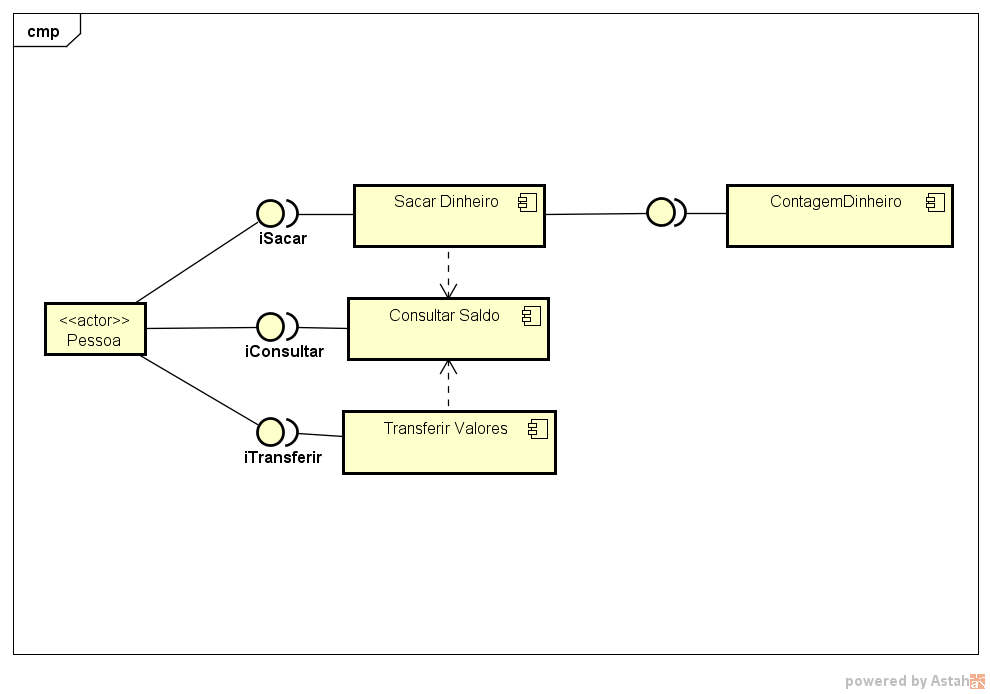 cmp
Sacar Dinheiro
ContagemDinheiro
iSacar
<<actor>>
Pessoa
Consultar Saldo
iConsultar
Transferir Valores
iTransferir
powered by Astah